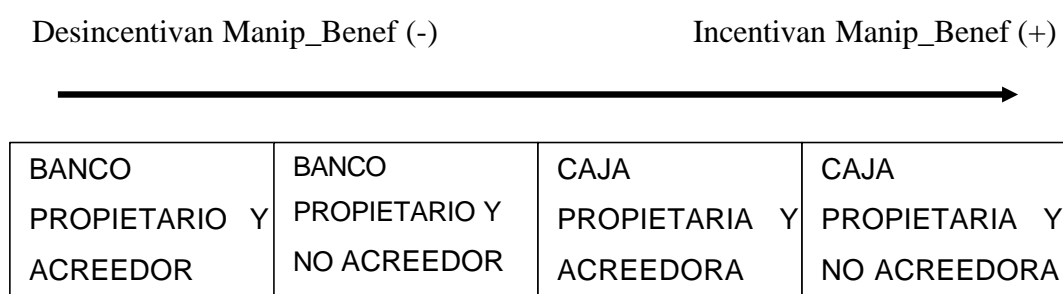 Desincentivan Manip_Benef (-)
Incentivan Manip_Benef (+)
BANCO
PROPIETARIO Y
ACREEDOR
BANCO
PROPIETARIO Y
NO ACREEDOR
CAJA
PROPIETARIA Y
ACREEDORA
CAJA
PROPIETARIA Y
NO ACREEDORA